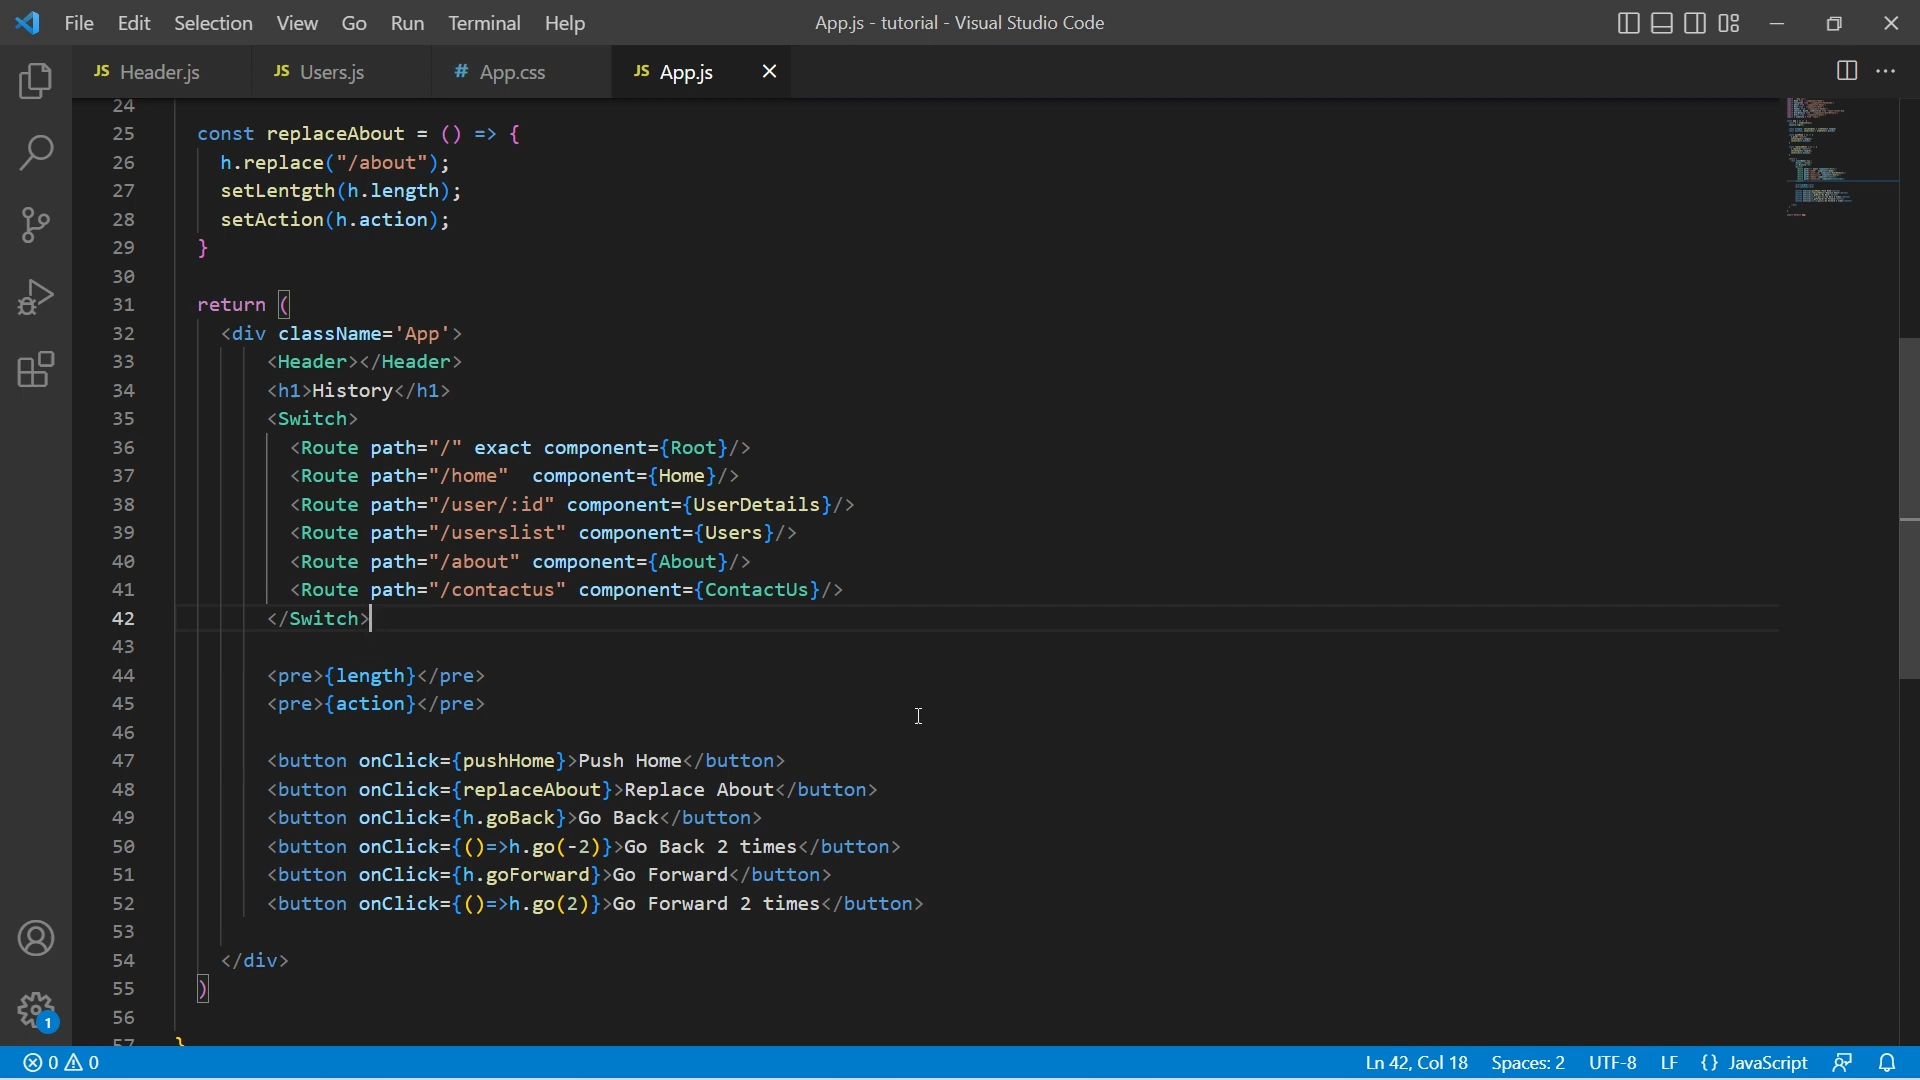 File Edit Selection View Go Run Terminal Help App.js - tutorial - Visual Studio Code
JS Header.js JS Users.js # App.css JS App.js
24
25 const replaceAbout = () => {
26 h.replace("/about");
27 setLentgth(h.length);
28 setAction(h.action);
29 }
30
31 return (
32 <div className='App'>
33 <Header></Header>
34 <h1>History</h1>
35 <Switch>
36 <Route path="/" exact component={Root}/>
37 <Route path="/home" component={Home}/>
38 <Route path="/user/:id" component={UserDetails}/>
39 <Route path="/userslist" component={Users}/>
40 <Route path="/about" component={About}/>
41 <Route path="/contactus" component={ContactUs}/>
42 </Switch>
43
44 <pre>{length}</pre>
45 <pre>{action}</pre>
46
47 <button onClick={pushHome}>Push Home</button>
48 <button onClick={replaceAbout}>Replace About</button>
49 <button onClick={h.goBack}>Go Back</button>
50 <button onClick={()=>h.go(-2)}>Go Back 2 times</button>
51 <button onClick={h.goForward}>Go Forward</button>
52 <button onClick={()=>h.go(2)}>Go Forward 2 times</button>
53
54 </div>
55 )
56
57 }
1
0 0 Ln 42, Col 18 Spaces: 2 UTF-8 LF {} JavaScript